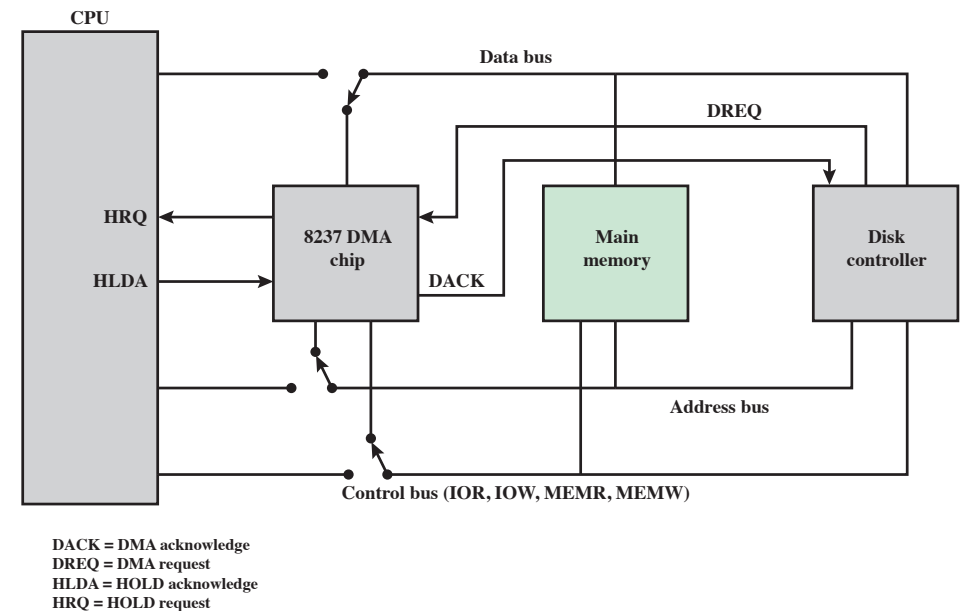 CPU
Data bus
DREQ
HRQ
8237 DMA
chip
Main
memory
Disk
controller
HLDA
DACK
Address bus
Control bus (IOR, IOW, MEMR, MEMW)
DACK = DMA acknowledge
DREQ = DMA request
HLDA = HOLD acknowledge
HRQ = HOLD request